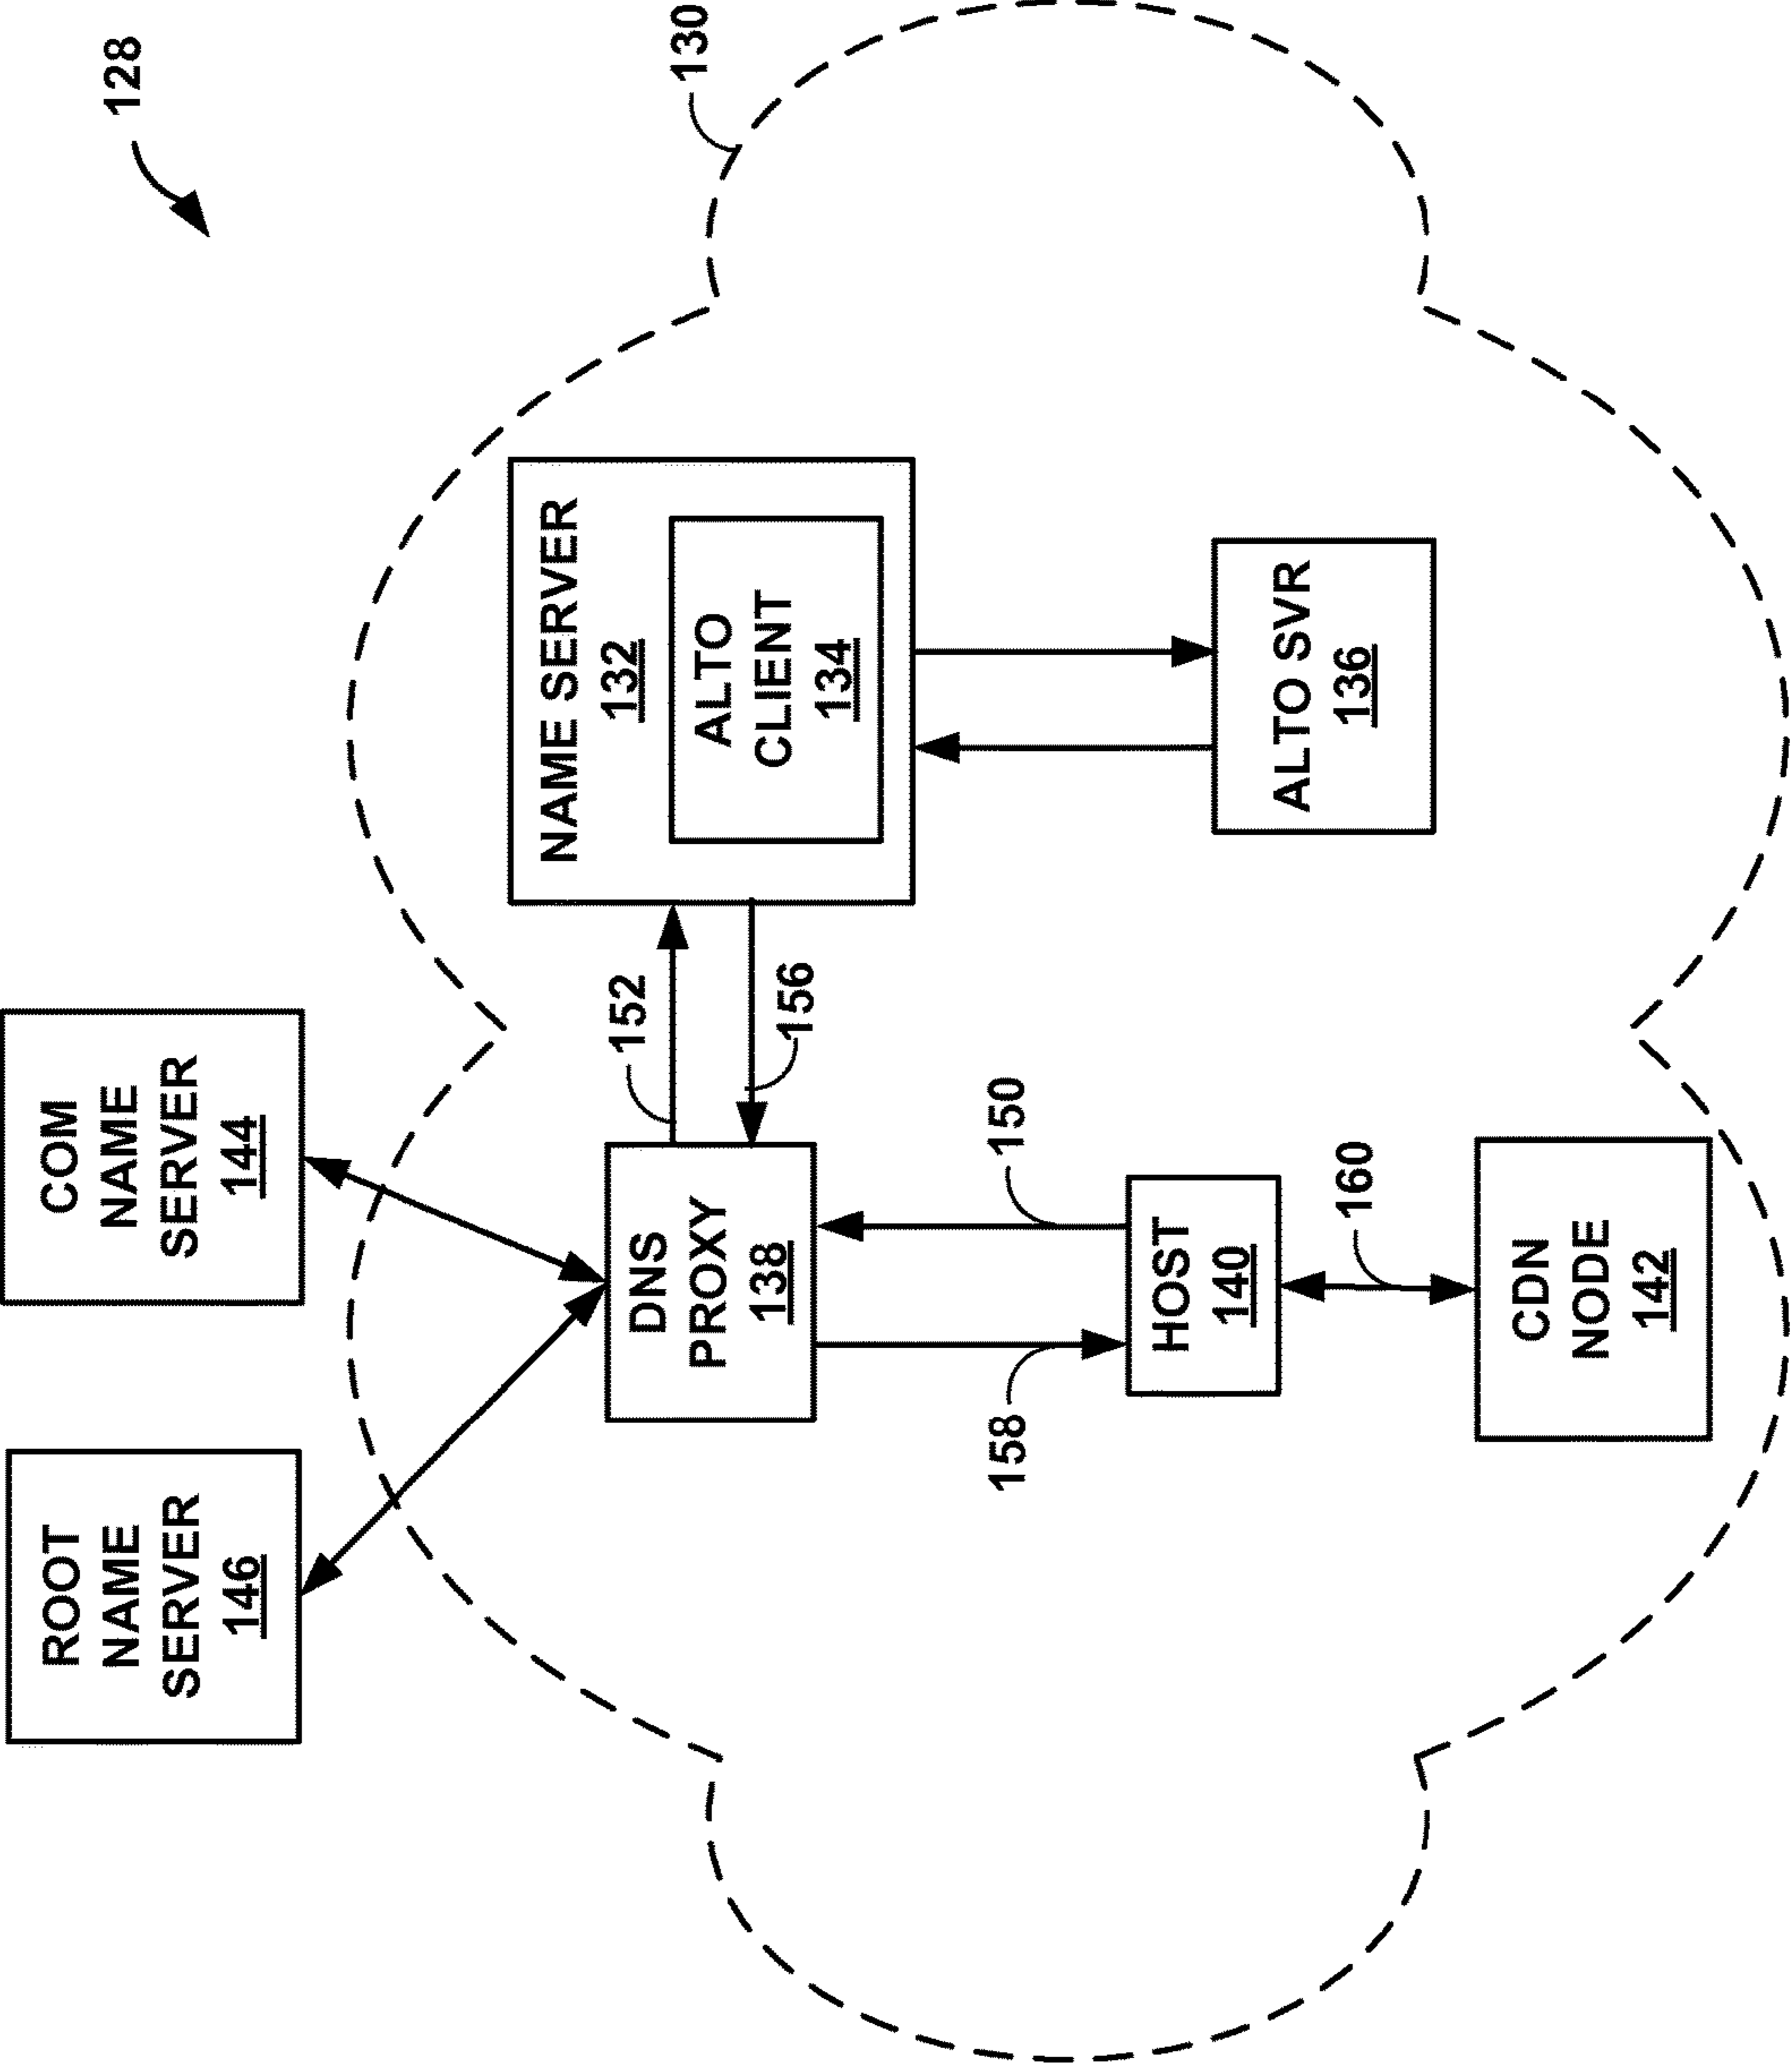 128
130
ROOT
NAME
SERVER
146
COM
NAME
SERVER
144
NAME SERVER
132
ALTO
CLIENT
134
152
156
DNS
PROXY
138
158
150
HOST
140
160
CDN
NODE
142
ALTO SVR
136